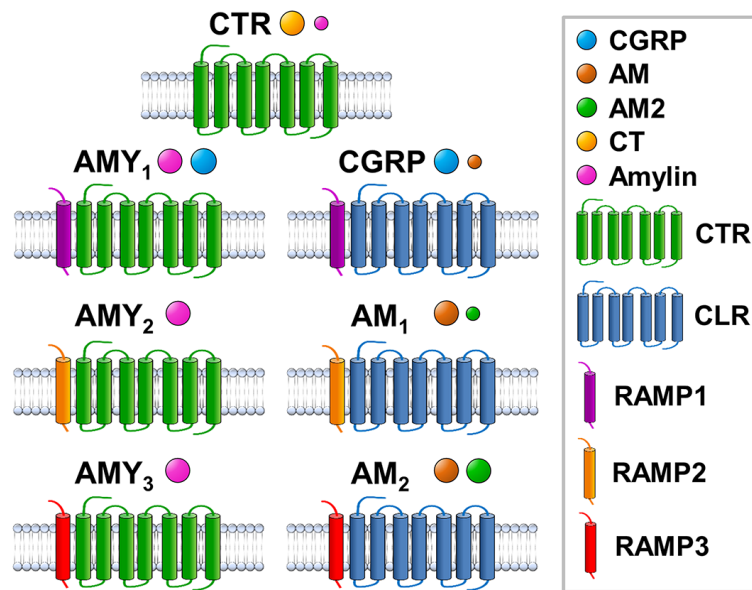 CTR
AMY1
CGRP
AMY2
AM1
AMY3
AM2
CGRP
AM
AM2
CT
Amylin
CTR
CLR
RAMP1
RAMP2
RAMP3